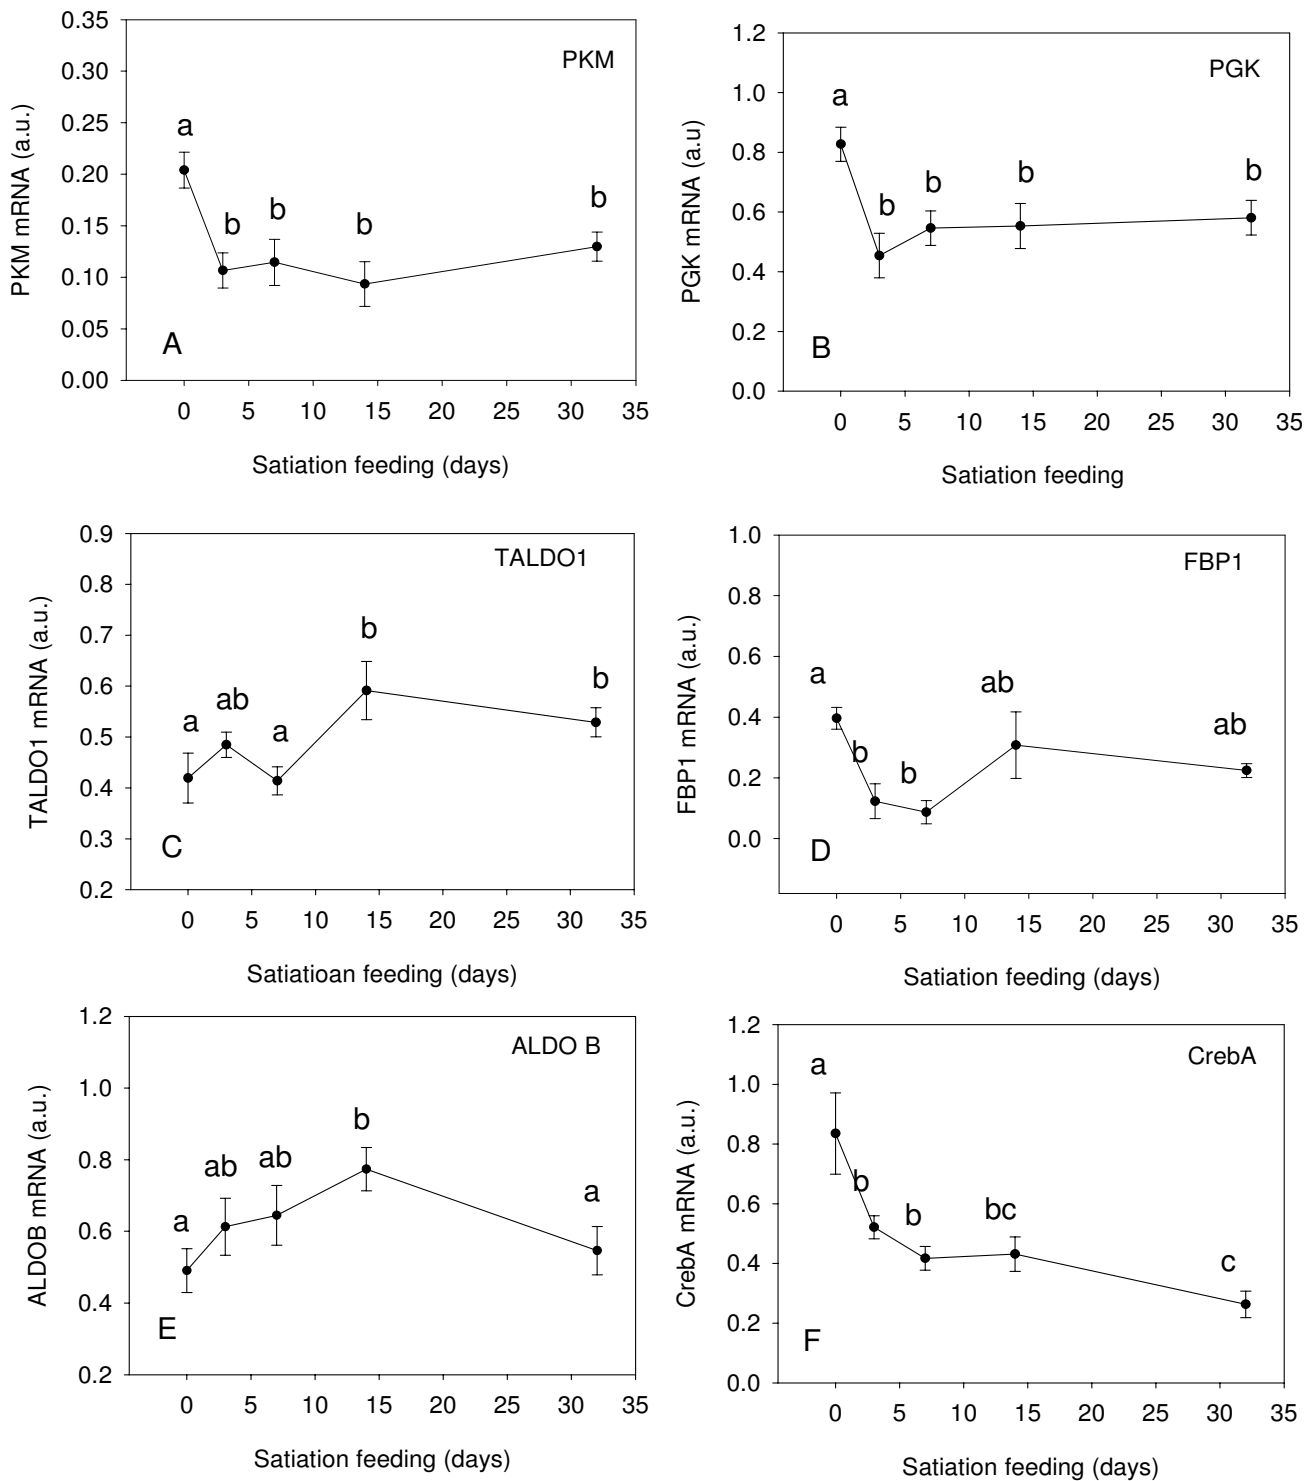 PKM
PKM mRNA (a.u.)
0.35
0.30
0.25
0.20
0.15
0.10
0.05
0.00
a
b
b
b
b
A
0 5 10 15 20 25 30 35
Satiation feeding (days)
PGK
PGK mRNA (a.u)
1.2
1.0
0.8
0.6
0.4
0.2
0.0
a
b
b
b
b
B
0 5 10 15 20 25 30 35
Satiation feeding
TALDO1
TALDO1 mRNA (a.u.)
0.9
0.8
0.7
0.6
0.5
0.4
0.3
0.2
a
ab
a
b
b
C
0 5 10 15 20 25 30 35
Satiatioan feeding (days)
FBP1
FBP1 mRNA (a.u.)
1.0
0.8
0.6
0.4
0.2
0.0
a
b
b
ab
ab
D
0 5 10 15 20 25 30 35
Satiation feeding (days)
ALDO B
ALDOB mRNA (a.u.)
1.2
1.0
0.8
0.6
0.4
0.2
a
ab
ab
b
a
E
0 5 10 15 20 25 30 35
Satiation feeding (days)
CrebA
CrebA mRNA (a.u.)
1.2
1.0
0.8
0.6
0.4
0.2
0.0
a
b
b
bc
c
F
0 5 10 15 20 25 30 35
Satiation feeding (days)